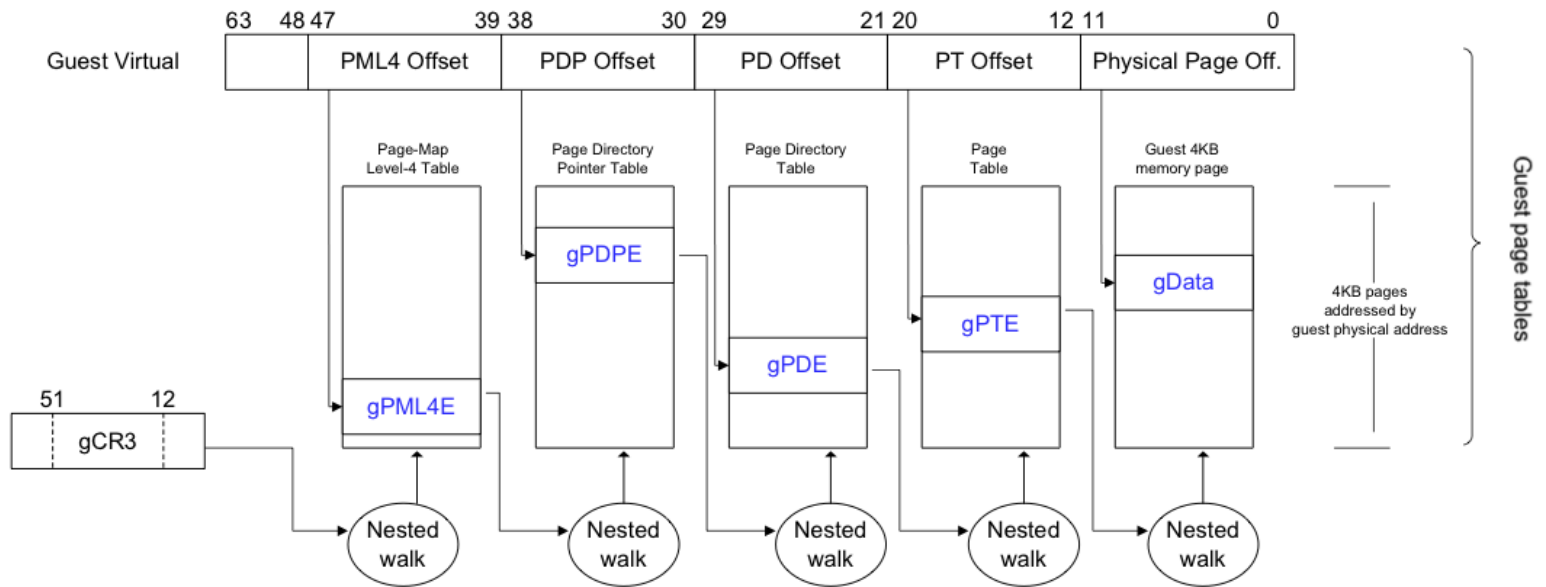 63 48 47 39 38 30 29 21 20 12 11 0
Guest Virtual PML4 Offset PDP Offset PD Offset PT Offset Physical Page Off.
Page-Map
Level-4 Table
Page Directory
Pointer Table
Page Directory
Table
Page
Table
Guest 4KB
memory page
gPML4E
gPDPE
gPDE
gPTE
gData
4KB pages
addressed by
guest physical address
Guest page tables
51 12
gCR3
Nested
walk
Nested
walk
Nested
walk
Nested
walk
Nested
walk